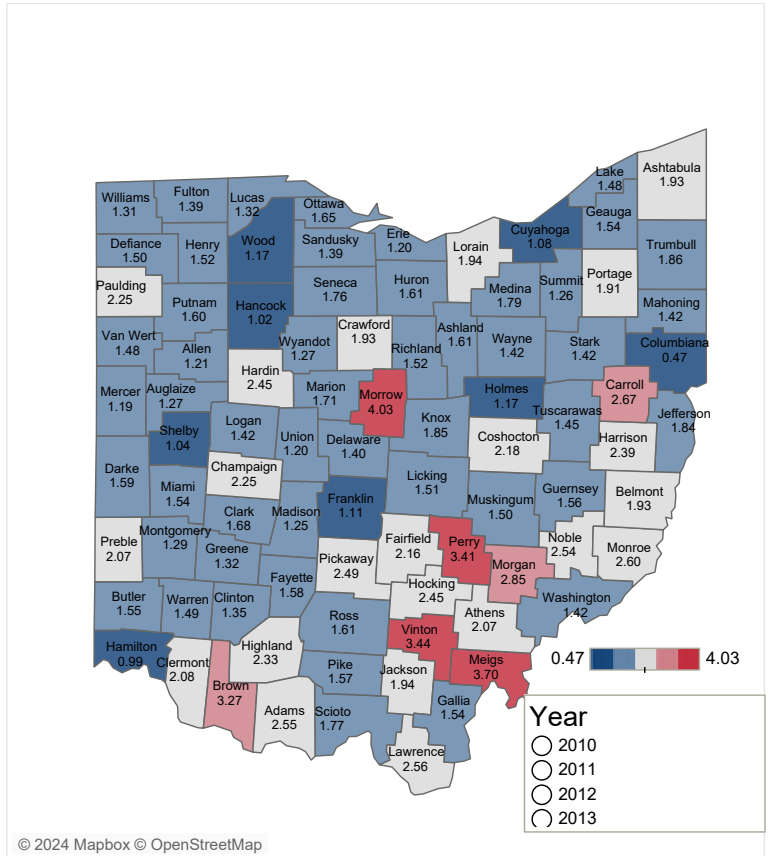 Ashtabula
1.93
Lake
1.48
Williams
1.31
Fulton
1.39
Lucas
1.32
Ottawa
1.65
Geauga
1.54
Cuyahoga
1.08
Erie
1.20
Defiance
1.50
Henry
1.52
Wood
1.17
Sandusky
1.39
Lorain
1.94
Trumbull
1.86
Paulding
2.25
Seneca
1.76
Huron
1.61
Medina
1.79
Summit
1.26
Portage
1.91
Putnam
1.60
Hancock
1.02
Mahoning
1.42
Van Wert
1.48
Allen
1.21
Wyandot
1.27
Crawford
1.93
Richland
1.52
Ashland
1.61
Wayne
1.42
Stark
1.42
Columbiana
0.47
Hardin
2.45
Mercer
1.19
Auglaize
1.27
Marion
1.71
Morrow
4.03
Holmes
1.17
Carroll
2.67
Jefferson
1.84
Shelby
1.04
Logan
1.42
Union
1.20
Delaware
1.40
Knox
1.85
Tuscarawas
1.45
Coshocton
2.18
Harrison
2.39
Darke
1.59
Miami
1.54
Champaign
2.25
Licking
1.51
Guernsey
1.56
Belmont
1.93
Clark
1.68
Madison
1.25
Franklin
1.11
Muskingum
1.50
Preble
2.07
Montgomery
1.29
Greene
1.32
Pickaway
2.49
Fairfield
2.16
Perry
3.41
Noble
2.54
Monroe
2.60
Morgan
2.85
Butler
1.55
Warren
1.49
Clinton
1.35
Fayette
1.58
Hocking
2.45
Washington
1.42
Ross
1.61
Athens
2.07
Vinton
3.44
Hamilton
0.99
Clermont
2.08
Highland
2.33
Pike
1.57
Jackson
1.94
Meigs
3.70
Brown
3.27
Adams
2.55
Scioto
1.77
Gallia
1.54
Lawrence
2.56
0.47 4.03
Year
2010
2011
2012
2013
© 2024 Mapbox © OpenStreetMap